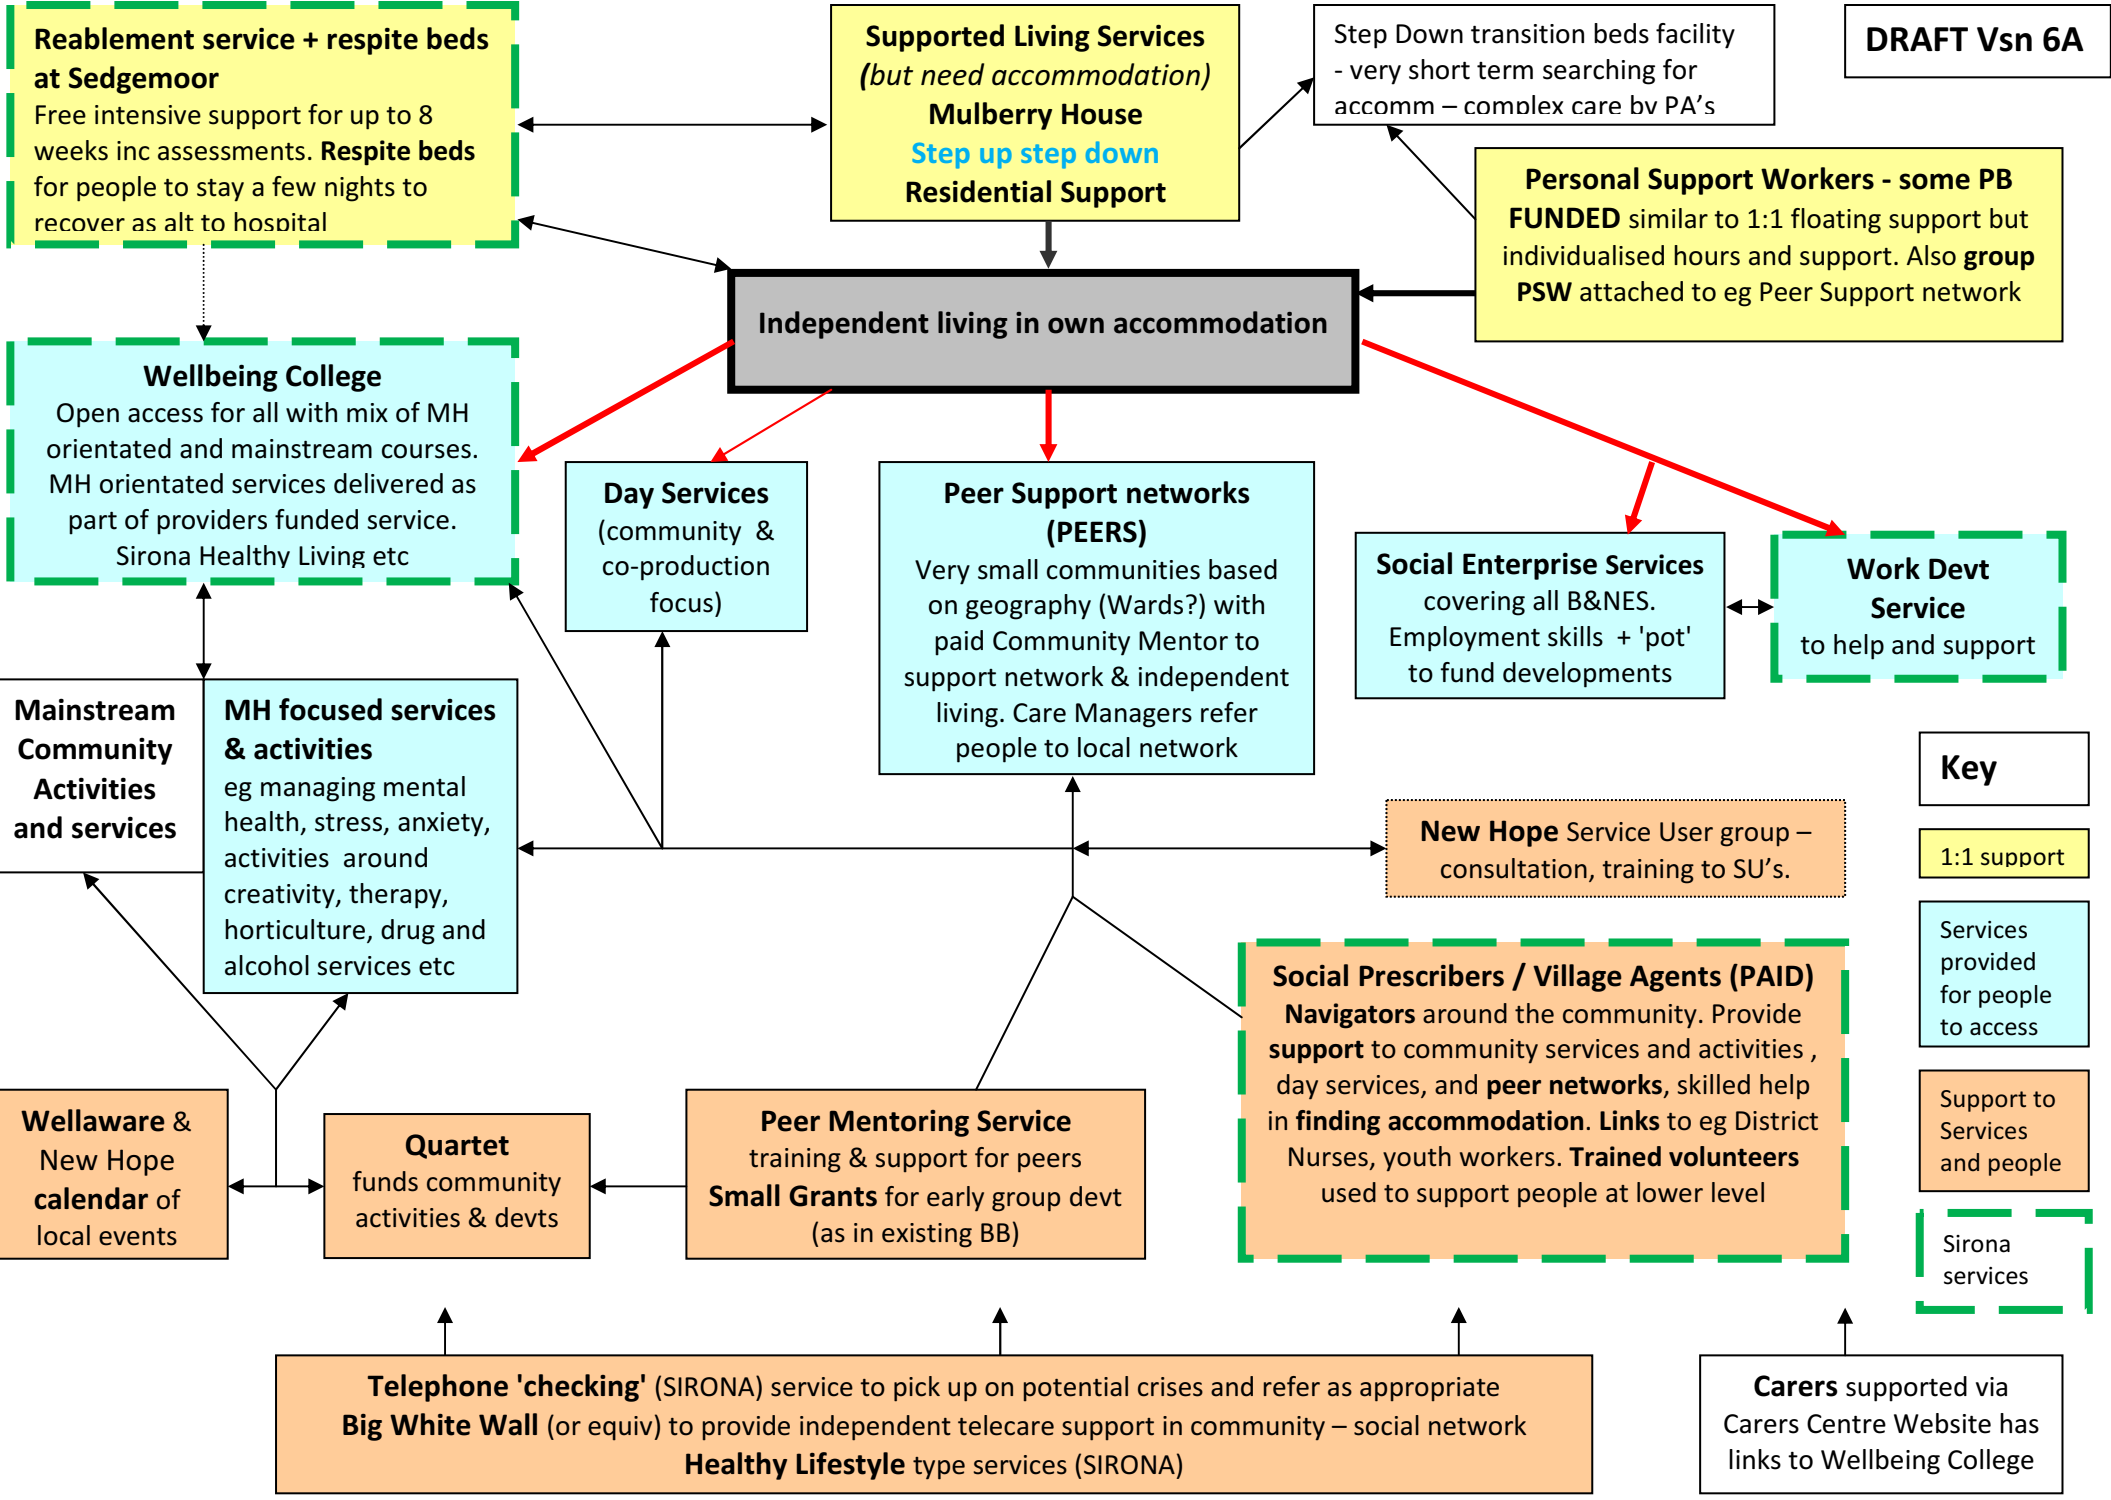 Reablement service + respite beds
at Sedgemoor
Free intensive support for up to 8
weeks inc assessments. Respite beds
for people to stay a few nights to
recover as alt to hospital
Supported Living Services
(but need accommodation)
Mulberry House
Step up step down
Residential Support
Step Down transition beds facility
- very short term searching for
accomm – complex care by PA's
DRAFT Vsn 6A
Personal Support Workers - some PB
FUNDED similar to 1:1 floating support but
individualised hours and support. Also group
PSW attached to eg Peer Support network
Independent living in own accommodation
Wellbeing College
Open access for all with mix of MH
orientated and mainstream courses.
MH orientated services delivered as
part of providers funded service.
Sirona Healthy Living etc
Day Services
(community &
co-production
focus)
Peer Support networks
(PEERS)
Very small communities based
on geography (Wards?) with
paid Community Mentor to
support network & independent
living. Care Managers refer
people to local network
Social Enterprise Services
covering all B&NES.
Employment skills + 'pot'
to fund developments
Work Devt
Service
to help and support
Mainstream
Community
Activities
and services
MH focused services
& activities
eg managing mental
health, stress, anxiety,
activities around
creativity, therapy,
horticulture, drug and
alcohol services etc
New Hope Service User group –
consultation, training to SU's.
Key
1:1 support
Services
provided
for people
to access
Support to
Services
and people
Sirona
services
Social Prescribers / Village Agents (PAID)
Navigators around the community. Provide
support to community services and activities ,
day services, and peer networks, skilled help
in finding accommodation. Links to eg District
Nurses, youth workers. Trained volunteers
used to support people at lower level
Wellaware &
New Hope
calendar of
local events
Quartet
funds community
activities & devts
Peer Mentoring Service
training & support for peers
Small Grants for early group devt
(as in existing BB)
Telephone 'checking' (SIRONA) service to pick up on potential crises and refer as appropriate
Big White Wall (or equiv) to provide independent telecare support in community – social network
Healthy Lifestyle type services (SIRONA)
Carers supported via
Carers Centre Website has
links to Wellbeing College